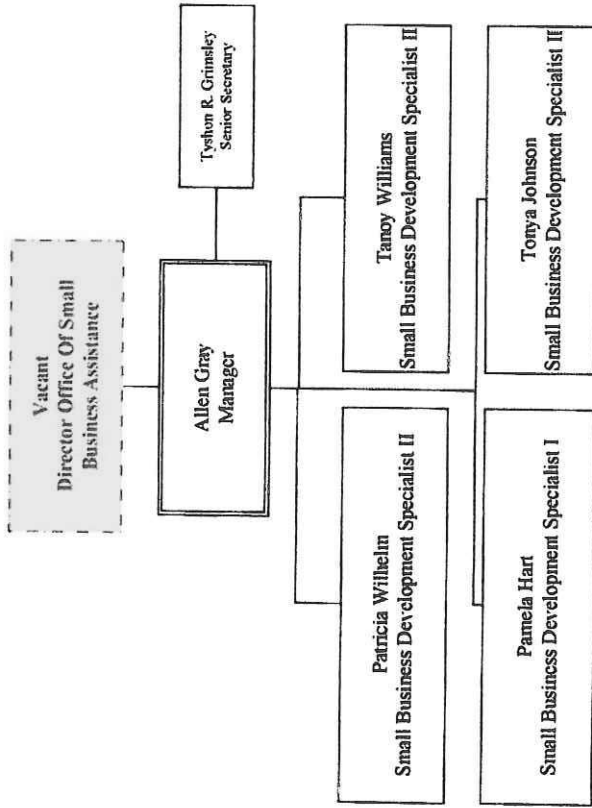 Vacant
Director Office Of Small
Business Assistance
Allen Gray
Manager
Tyshon R. Grimsley
Senior Secretary
Patricia Wilhelm
Small Business Development Specialist II
Tanoy Williams
Small Business Development Specialist II
Pamela Hart
Small Business Development Specialist I
Tonya Johnson
Small Business Development Specialist II